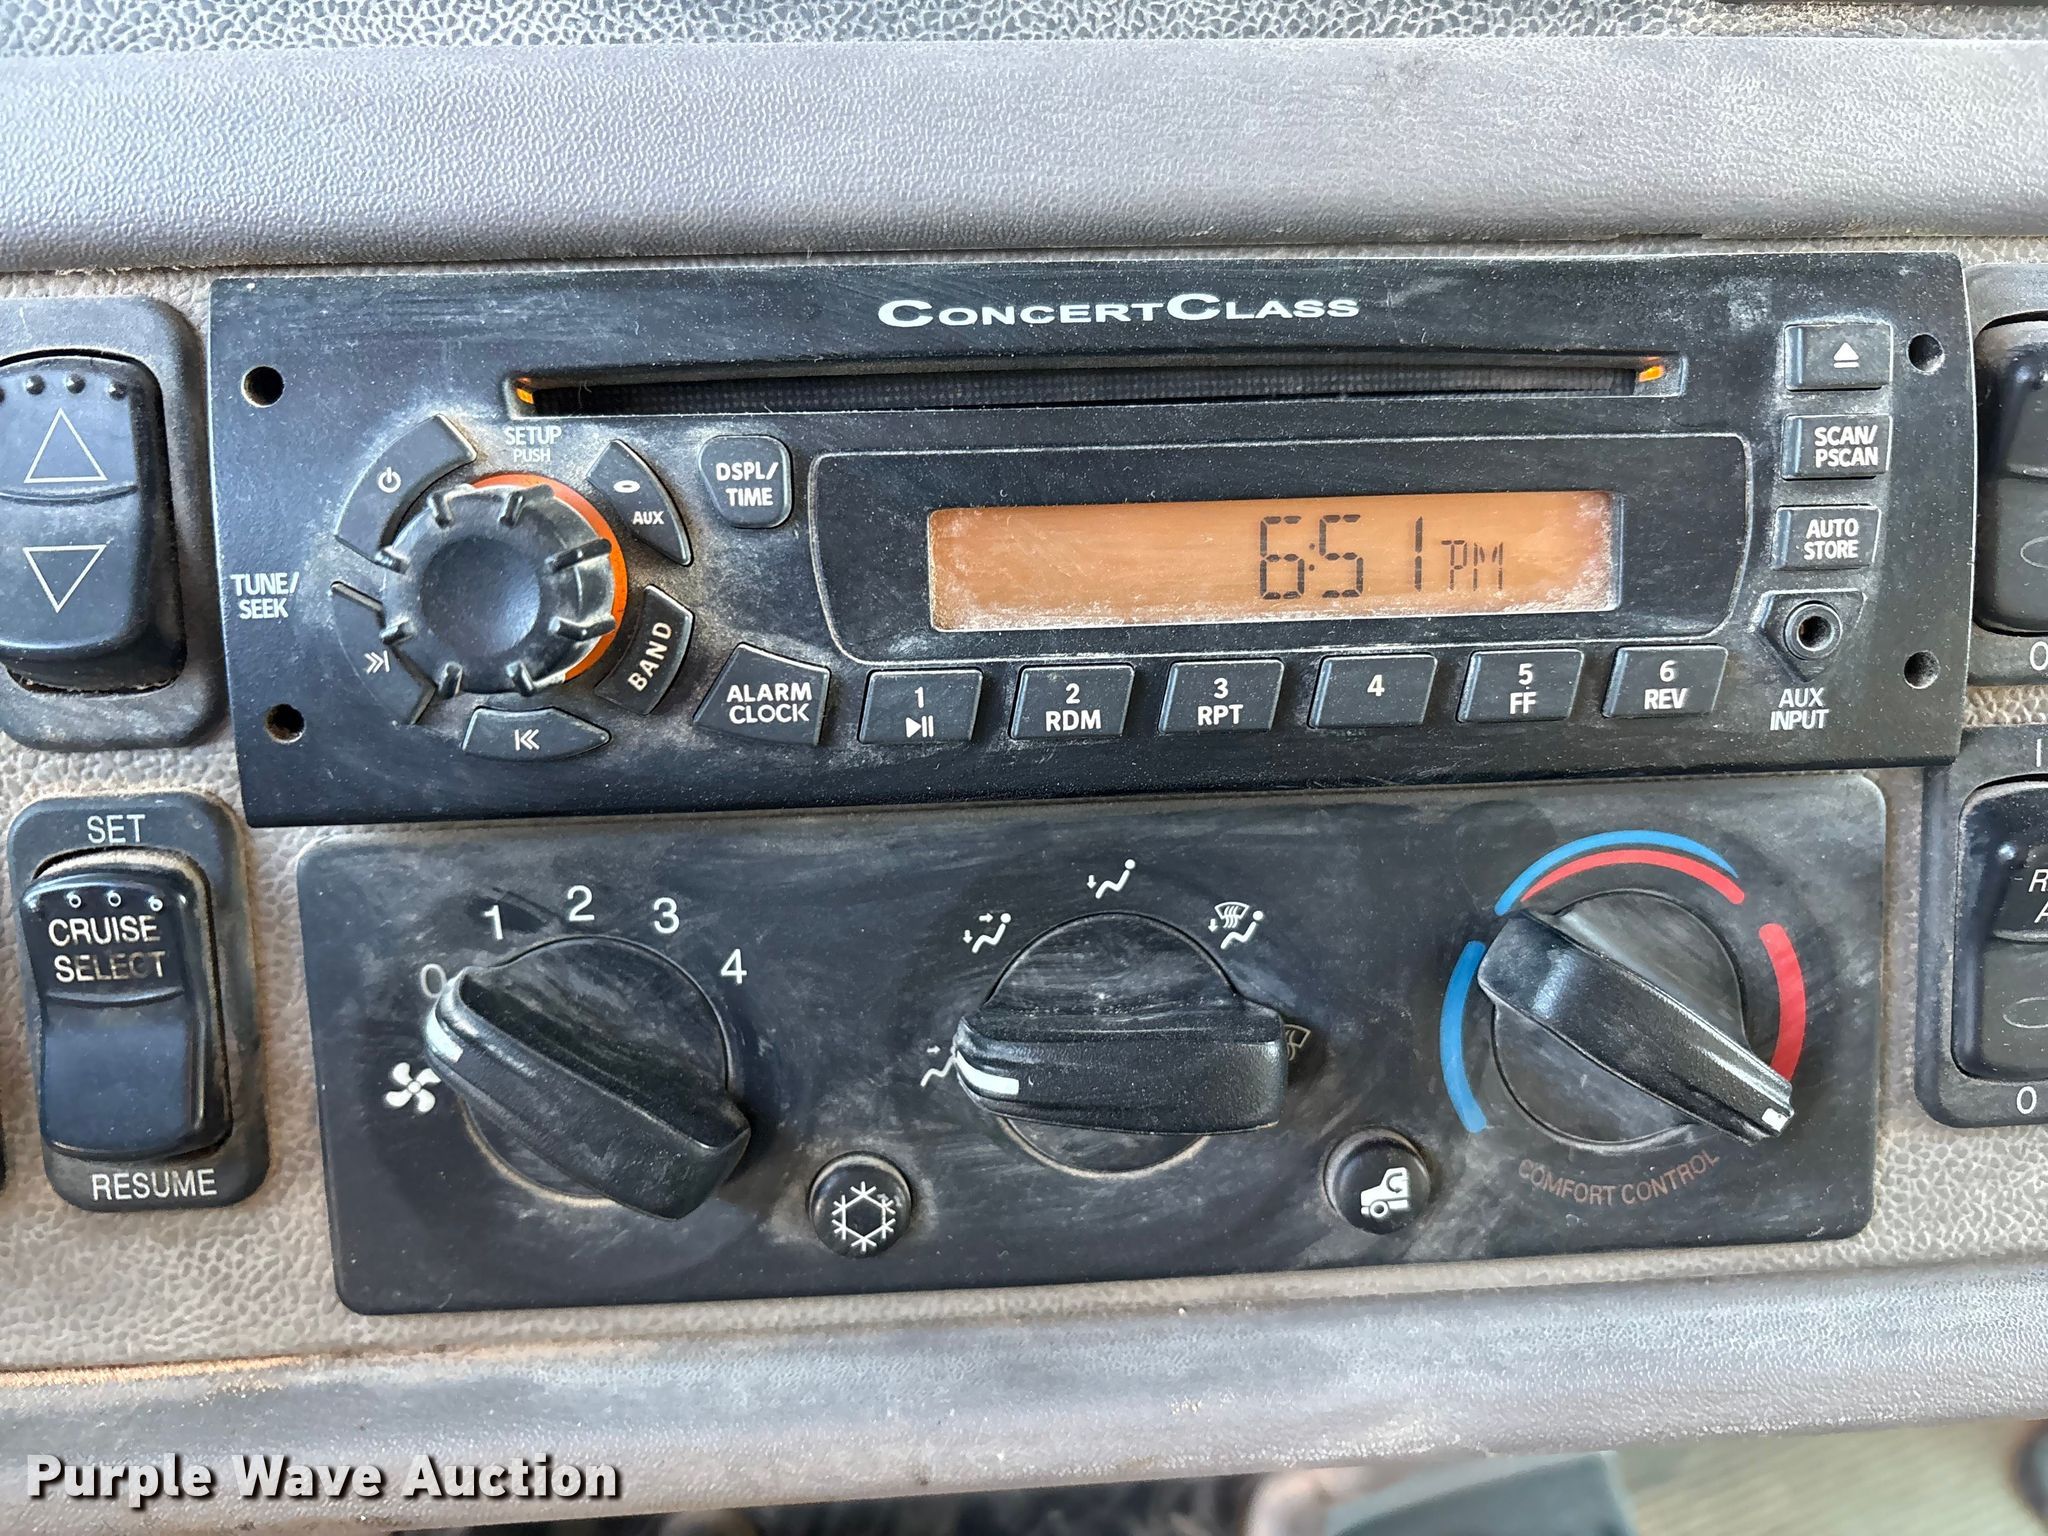 CONCERTCLASS
SETUP
PUSH
AUX
DSPL/
TIME
6:51 PM
SCAN/
PSCAN
AUTO
STORE
TUNE/
SEEK
BAND
ALARM
CLOCK
1
2
RDM
3
RPT
4
5
FF
6
REV
AUX
INPUT
O
SET
CRUISE
SELECT
RESUME
0
1
2
3
4
COMFORT CONTROL
I
O
Purple Wave Auction